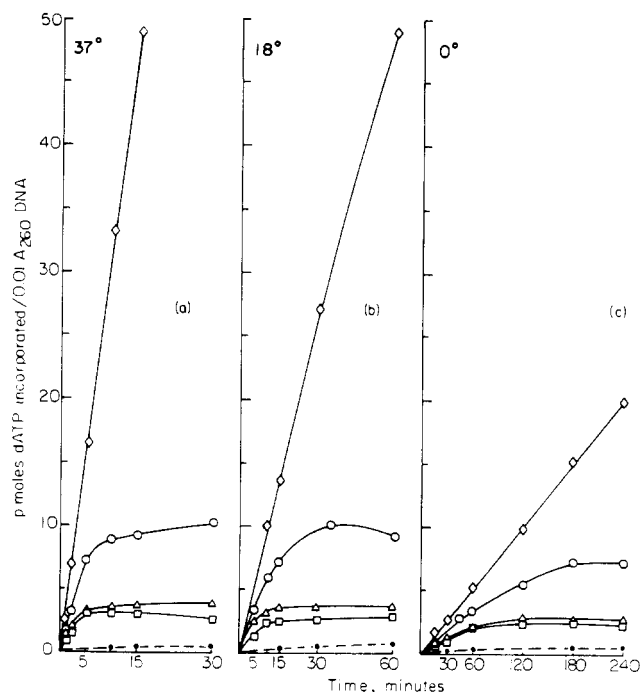 37°
18°
0°
50
40
30
20
10
0
p moles dATP incorporated/0.01 A260 DNA
(a)
(b)
(c)
5 15 30
5 15 30 60
30 60 120 180 240
Time, minutes